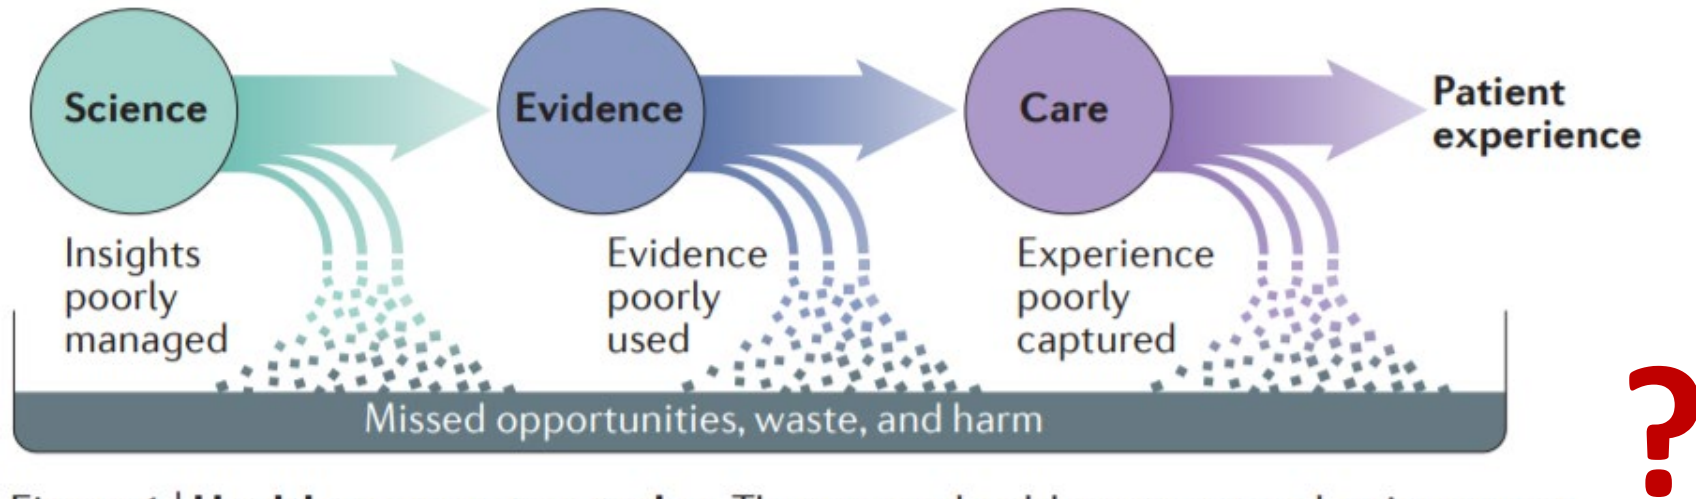 Science
Evidence
Care
Patient
experience
Insights
poorly
managed
Evidence
poorly
used
Experience
poorly
captured
Missed opportunities, waste, and harm
?